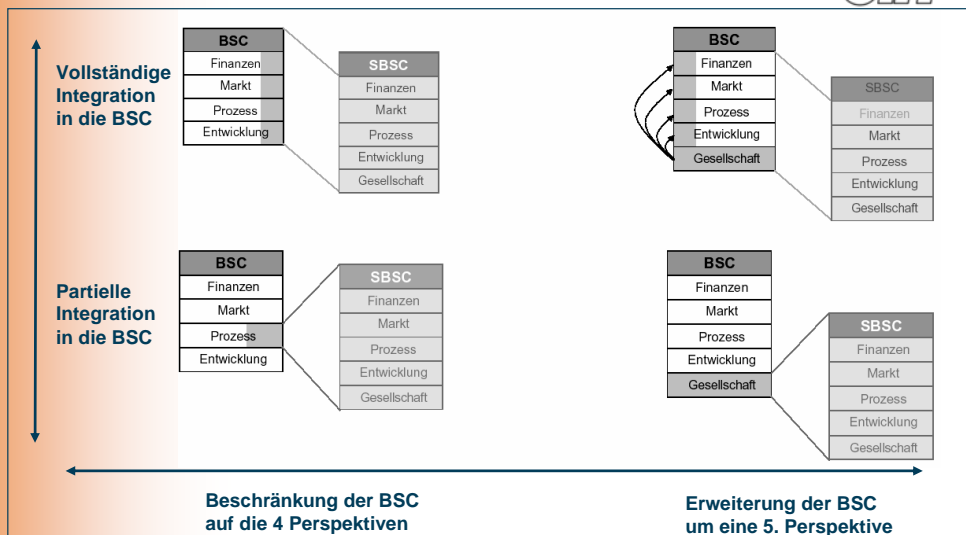 Vollständige
Integration
in die BSC
BSC
Finanzen
Markt
Prozess
Entwicklung
SBSC
Finanzen
Markt
Prozess
Entwicklung
Gesellschaft
BSC
Finanzen
Markt
Prozess
Entwicklung
Gesellschaft
SBSC
Finanzen
Markt
Prozess
Entwicklung
Gesellschaft
Partielle
Integration
in die BSC
BSC
Finanzen
Markt
Prozess
Entwicklung
SBSC
Finanzen
Markt
Prozess
Entwicklung
Gesellschaft
BSC
Finanzen
Markt
Prozess
Entwicklung
Gesellschaft
SBSC
Finanzen
Markt
Prozess
Entwicklung
Gesellschaft
Beschränkung der BSC
auf die 4 Perspektiven
Erweiterung der BSC
um eine 5. Perspektive